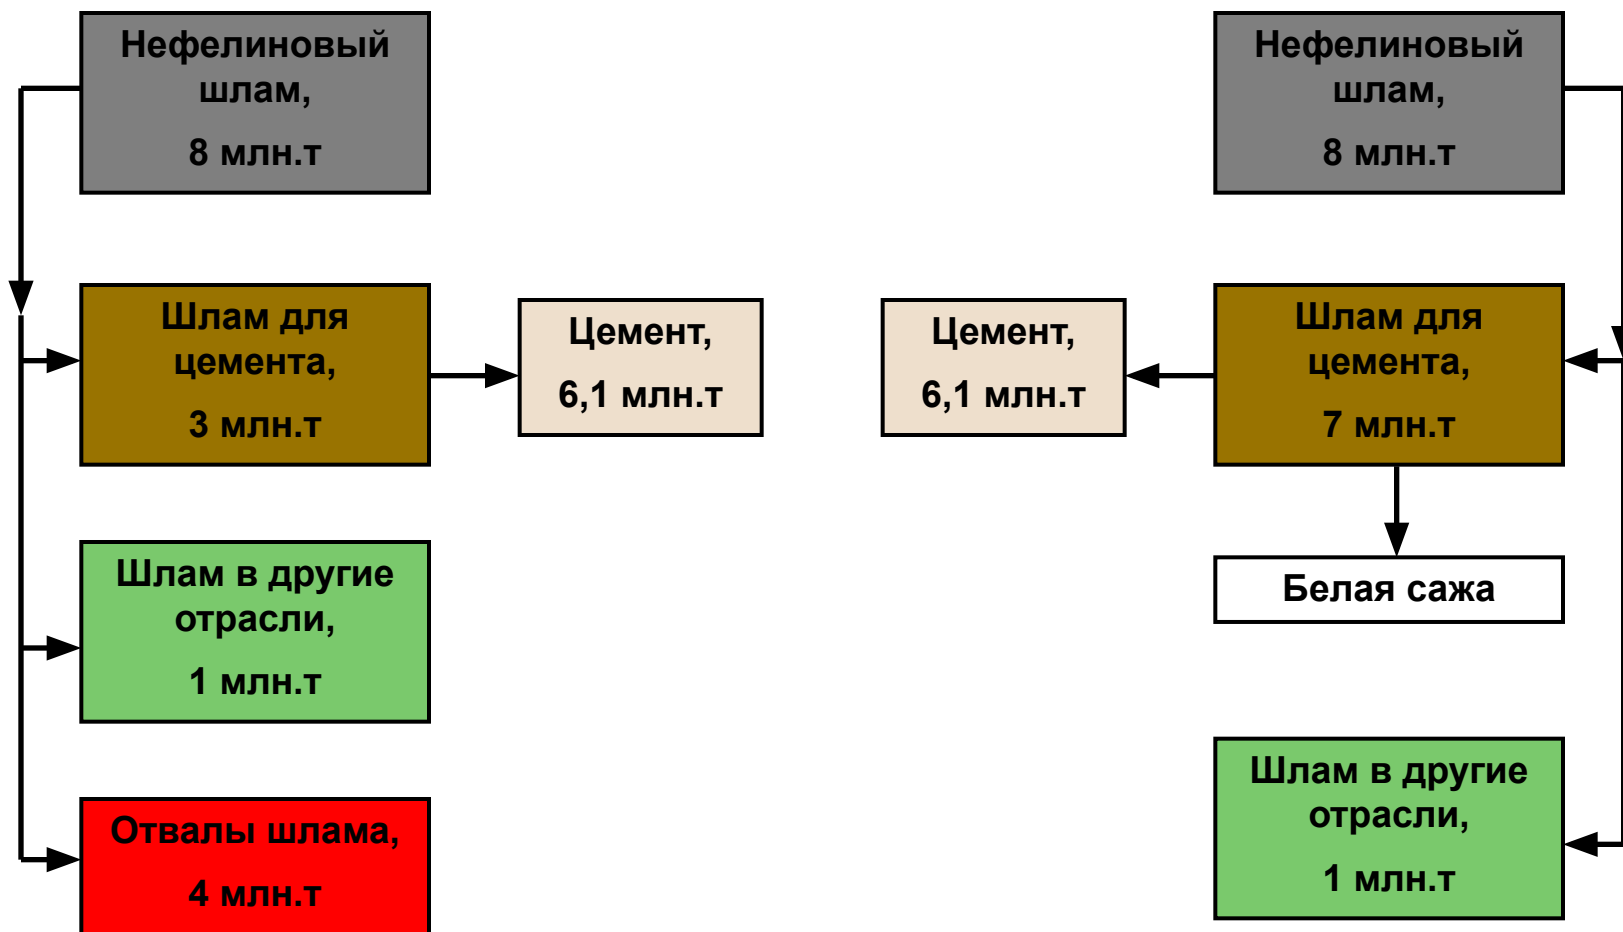 Нефелиновый
шлам,
8 млн.т
Шлам для
цемента,
3 млн.т
Цемент,
6,1 млн.т
Шлам в другие
отрасли,
1 млн.т
Отвалы шлама,
4 млн.т
Нефелиновый
шлам,
8 млн.т
Цемент,
6,1 млн.т
Шлам для
цемента,
7 млн.т
Белая сажа
Шлам в другие
отрасли,
1 млн.т